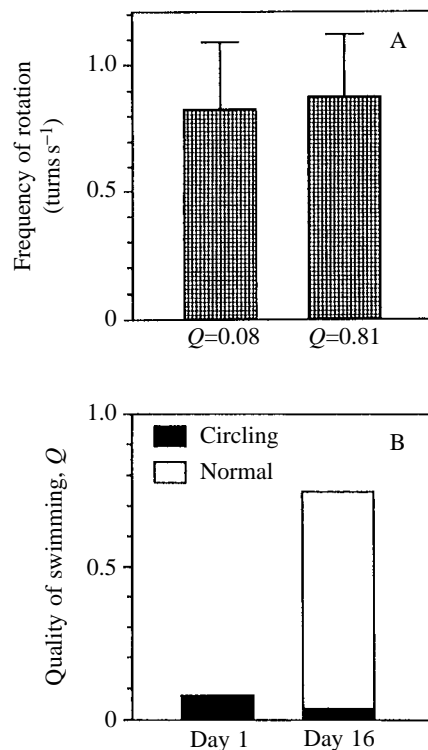 A
Frequency of rotation
(turns s⁻¹)
1.0
0.5
0
Q=0.08
Q=0.81
B
Quality of swimming, Q
1.0
0.5
0
Circling
Normal
Day 1
Day 16